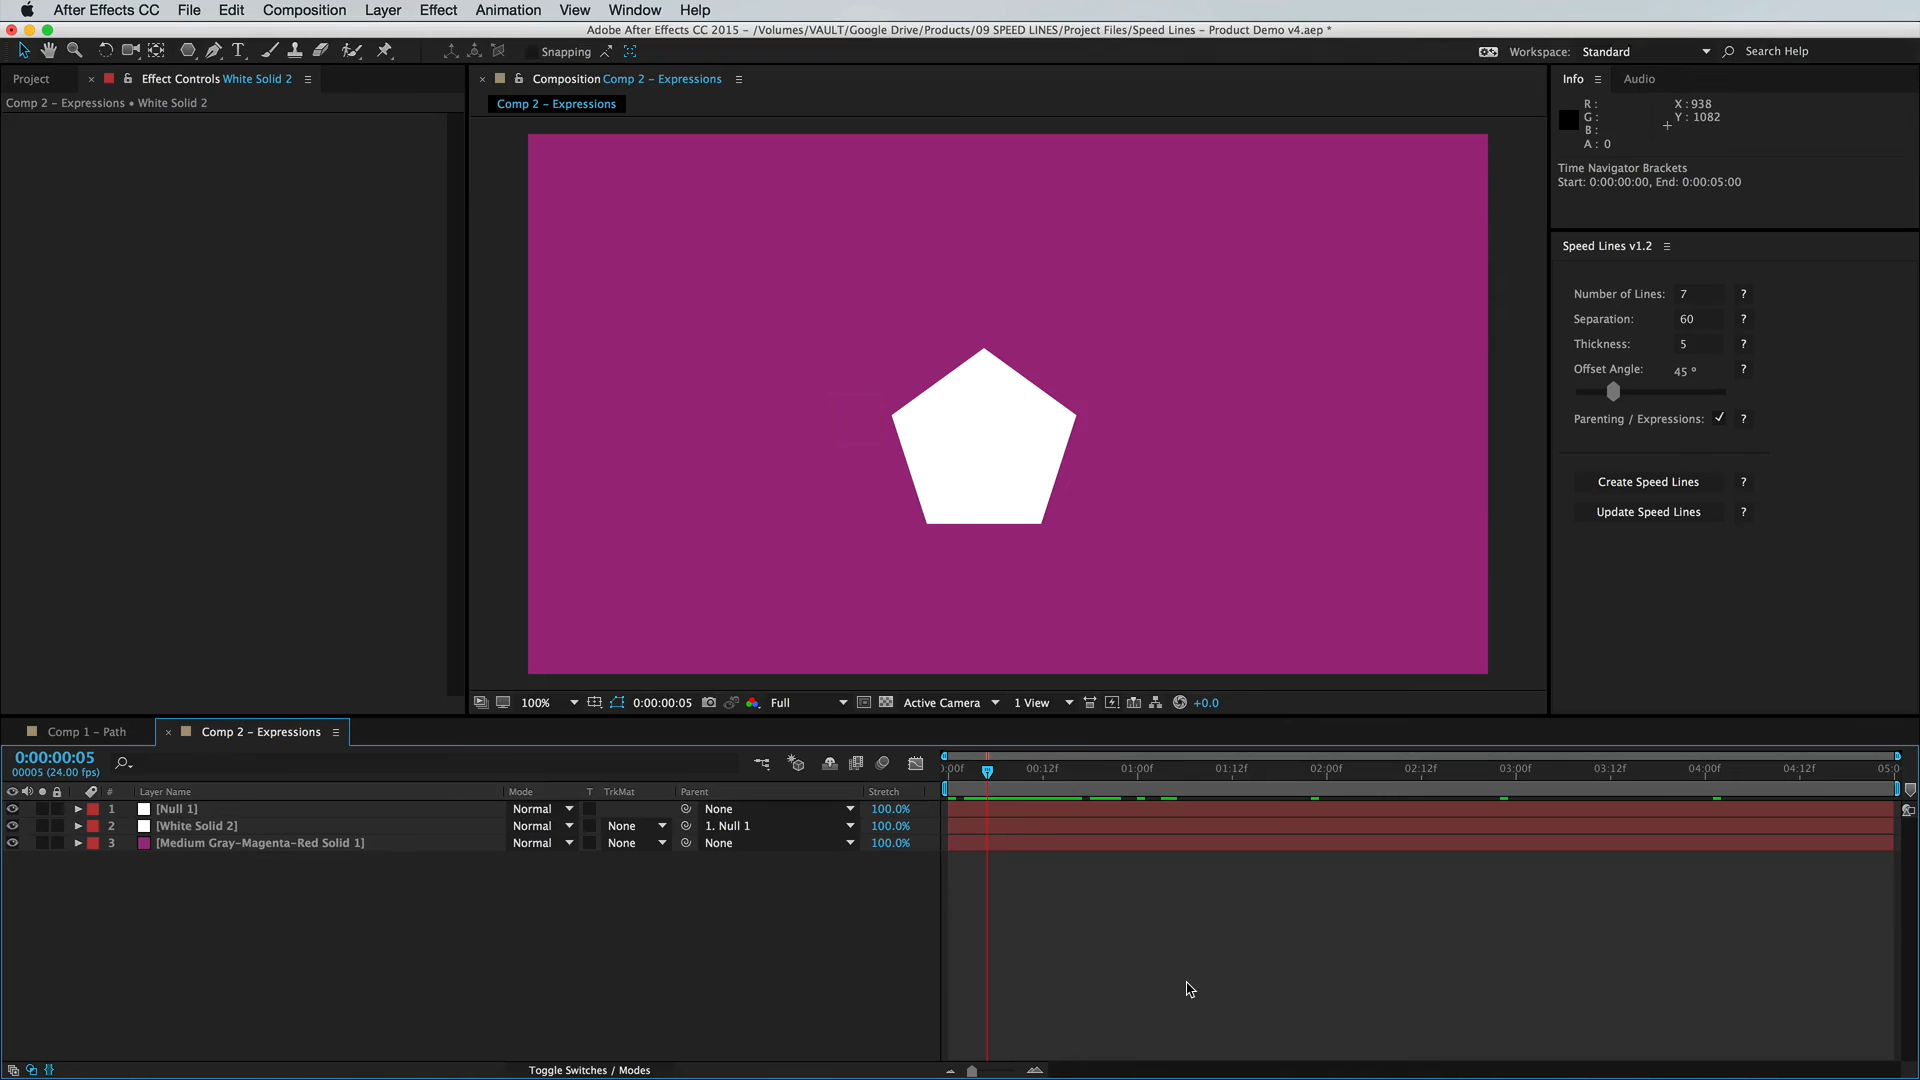 After Effects CC File Edit Composition Layer Effect Animation View Window Help
Adobe After Effects CC 2015 - /Volumes/VAULT/Google Drive/Products/09 SPEED LINES/Project Files/Speed Lines - Product Demo v4.aep *
T Snapping Workspace: Standard Search Help
Project × Effect Controls White Solid 2
Comp 2 - Expressions • White Solid 2
× Composition Comp 2 - Expressions
Comp 2 - Expressions
Info Audio
R: X: 938
G: Y: 1082
B:
A: 0
Time Navigator Brackets
Start: 0:00:00:00, End: 0:00:05:00
Speed Lines v1.2
Number of Lines: 7 ?
Separation: 60 ?
Thickness: 5 ?
Offset Angle: 45 º ?
Parenting / Expressions: ✓ ?
Create Speed Lines ?
Update Speed Lines ?
100% 0:00:00:05 Full Active Camera 1 View +0.0
Comp 1 - Path × Comp 2 - Expressions
0:00:00:05
00005 (24.00 fps)
:00f 00:12f 01:00f 01:12f 02:00f 02:12f 03:00f 03:12f 04:00f 04:12f 05:0
# Layer Name Mode T TrkMat Parent Stretch
1 [Null 1] Normal None 100.0%
2 [White Solid 2] Normal None 1. Null 1 100.0%
3 [Medium Gray-Magenta-Red Solid 1] Normal None None 100.0%
Toggle Switches / Modes